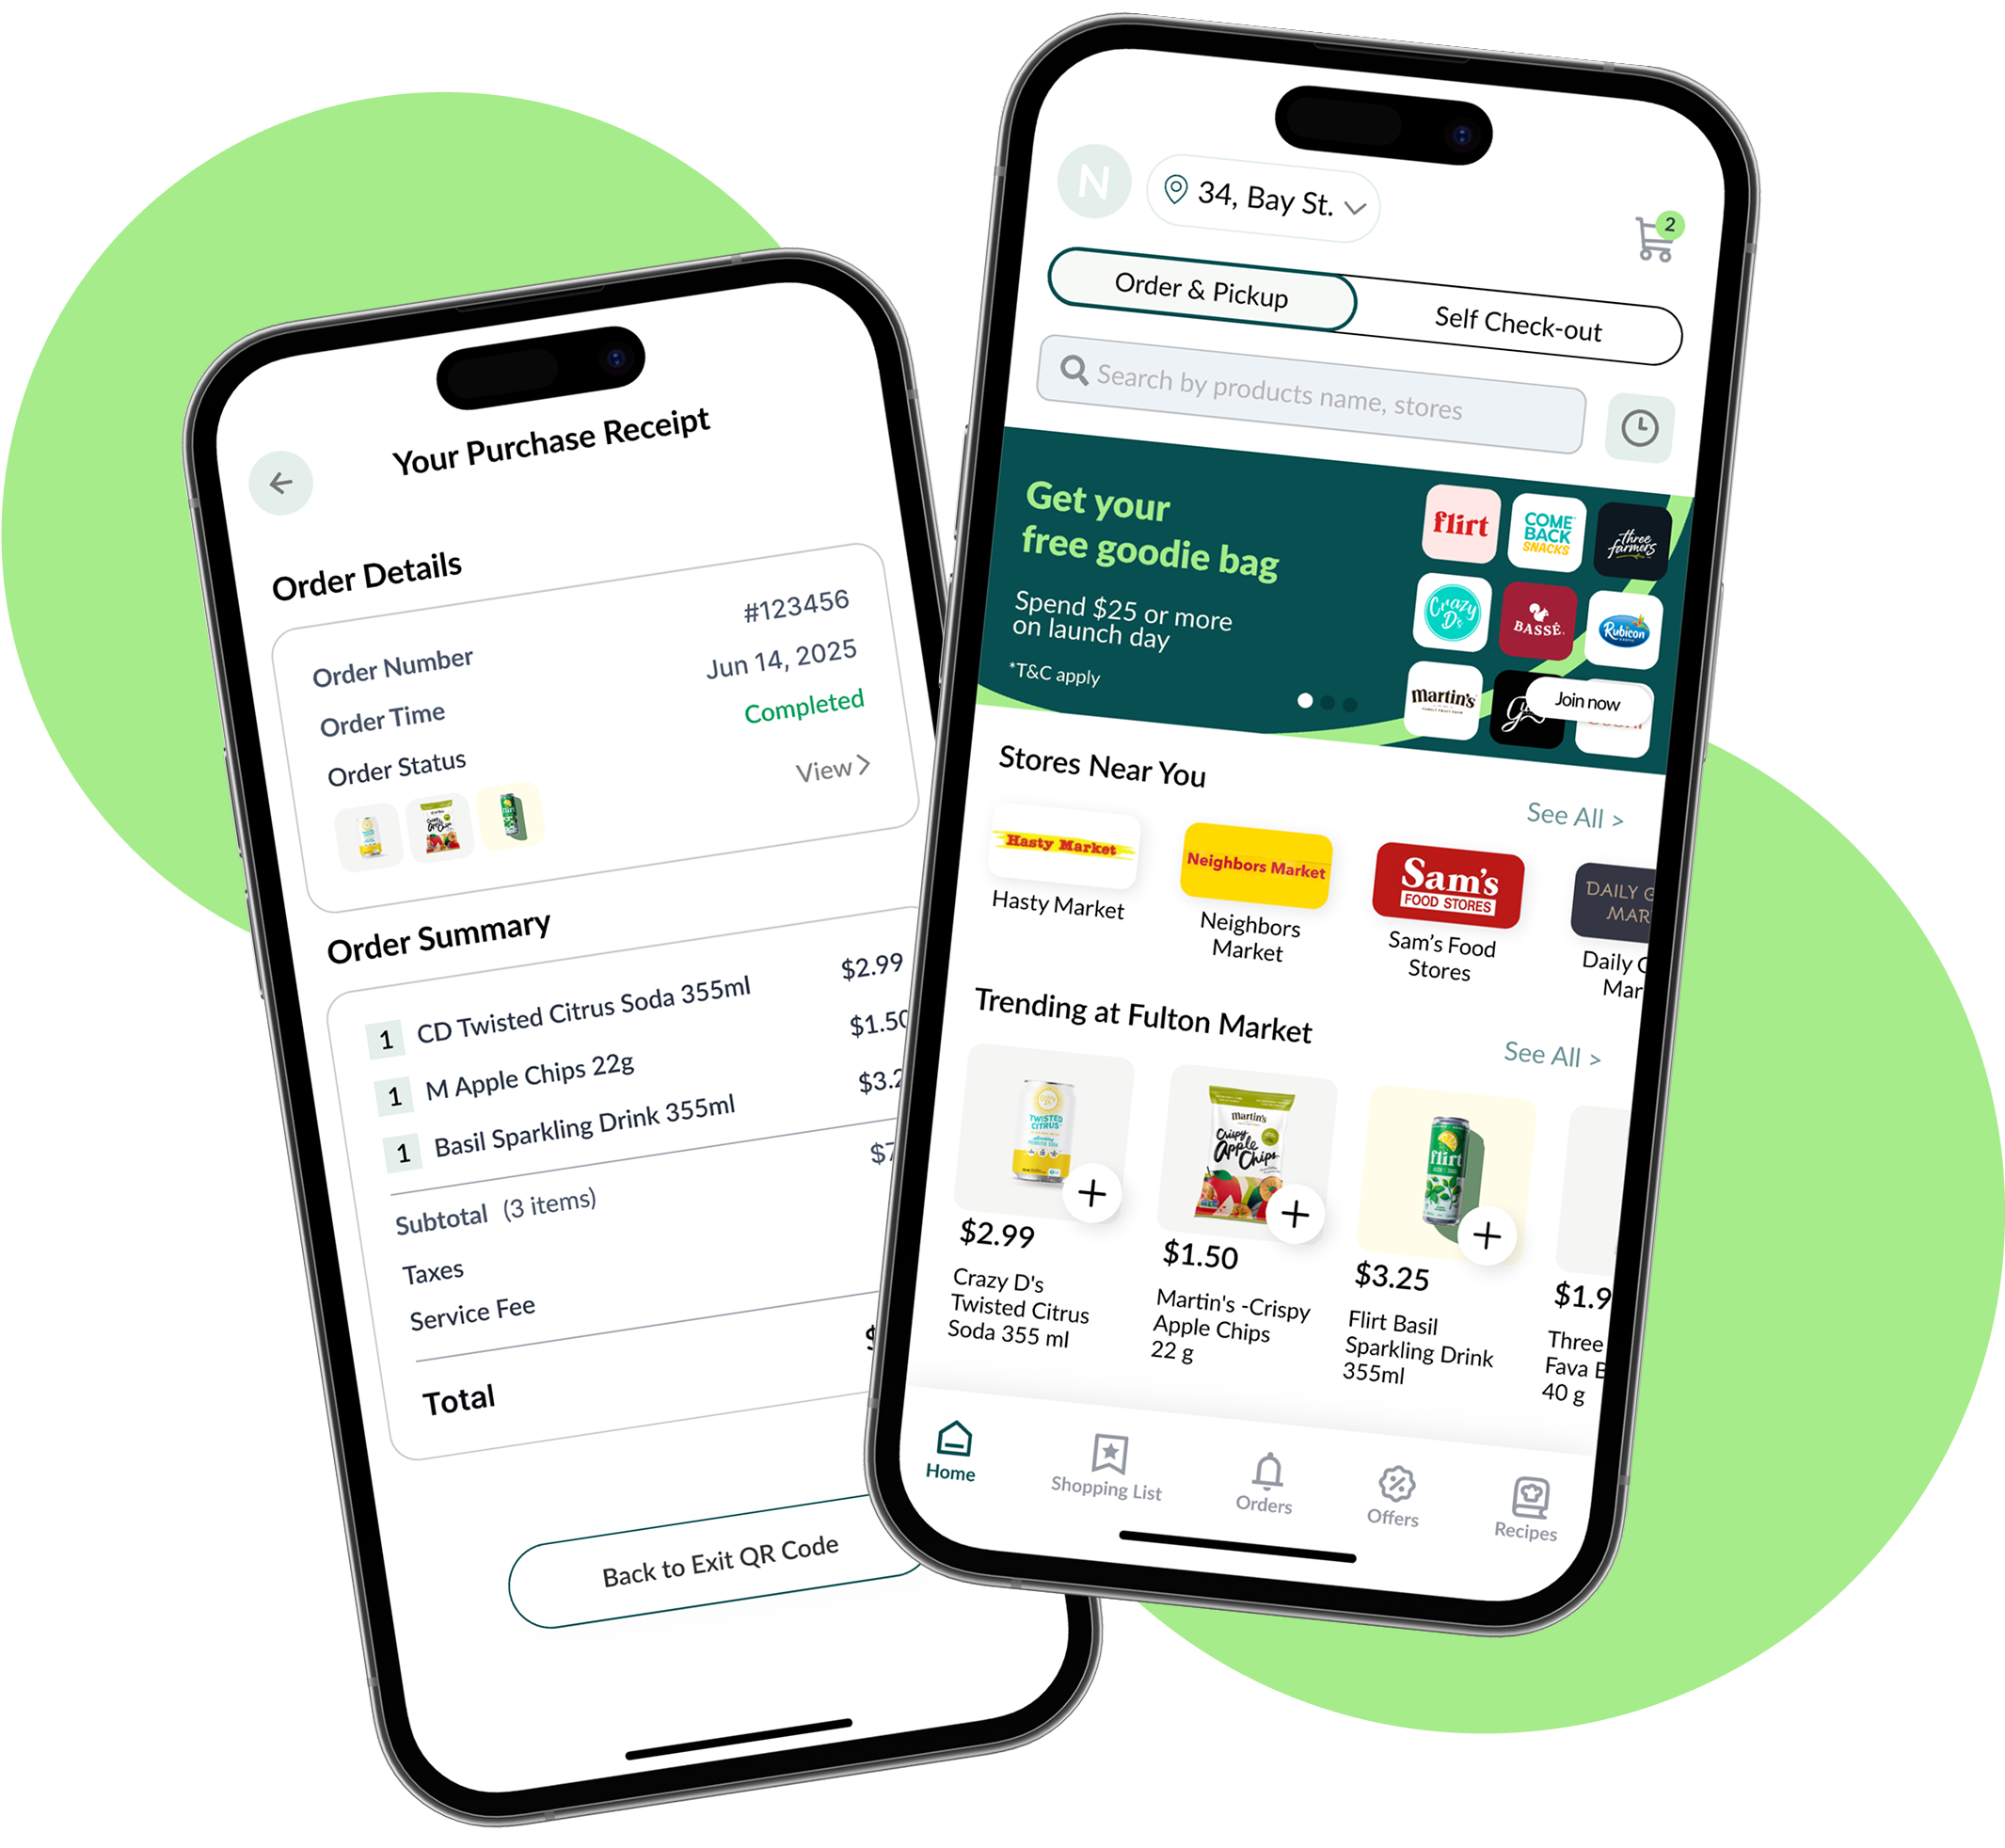 Your Purchase Receipt
Order Details
Order Number #123456
Order Time Jun 14, 2025
Order Status Completed
View >
Order Summary
1 CD Twisted Citrus Soda 355ml $2.99
1 M Apple Chips 22g $1.50
1 Basil Sparkling Drink 355ml $3.2
Subtotal (3 items) $7
Taxes
Service Fee
Total $
Back to Exit QR Code
N
34, Bay St.
2
Order & Pickup
Self Check-out
Search by products name, stores
Get your
free goodie bag
Spend $25 or more
on launch day
*T&C apply
flirt
COME
BACK
SNACKS
three
farmers
Crazy
D's
BASSÉ
Rubicon
martin's
Join now
Stores Near You
See All >
Hasty Market
Neighbors Market
Sam's
FOOD STORES
DAILY G
MAR
Hasty Market
Neighbors
Market
Sam's Food
Stores
Daily
Mar
Trending at Fulton Market
See All >
TWISTED
CITRUS
martin's
Crispy
Apple
Chips
flirt
$2.99
Crazy D's
Twisted Citrus
Soda 355 ml
$1.50
Martin's -Crispy
Apple Chips
22 g
$3.25
Flirt Basil
Sparkling Drink
355ml
$1.9
Three
Fava B
40 g
Home
Shopping List
Orders
Offers
Recipes